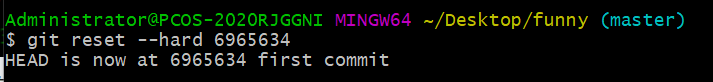 Administrator@PCOS-2020RJGGNI MINGW64 ~/Desktop/funny (master)
$ git reset --hard 6965634
HEAD is now at 6965634 first commit